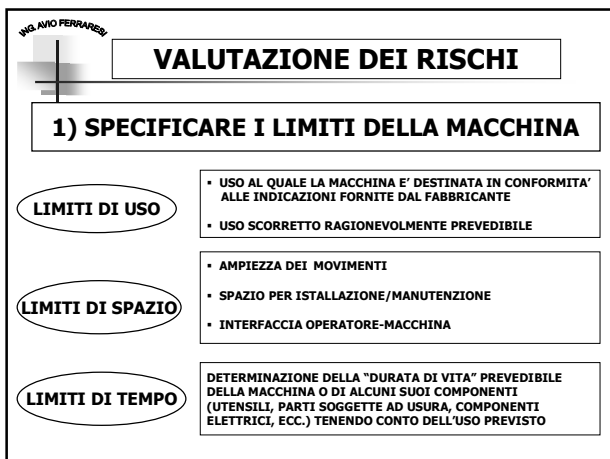 ING. AVIO FERRARESI
VALUTAZIONE DEI RISCHI
1) SPECIFICARE I LIMITI DELLA MACCHINA
LIMITI DI USO
▪ USO AL QUALE LA MACCHINA E’ DESTINATA IN CONFORMITA’
ALLE INDICAZIONI FORNITE DAL FABBRICANTE
▪ USO SCORRETTO RAGIONEVOLMENTE PREVEDIBILE
LIMITI DI SPAZIO
▪ AMPIEZZA DEI MOVIMENTI
▪ SPAZIO PER ISTALLAZIONE/MANUTENZIONE
▪ INTERFACCIA OPERATORE-MACCHINA
LIMITI DI TEMPO
DETERMINAZIONE DELLA “DURATA DI VITA” PREVEDIBILE
DELLA MACCHINA O DI ALCUNI SUOI COMPONENTI
(UTENSILI, PARTI SOGGETTE AD USURA, COMPONENTI
ELETTRICI, ECC.) TENENDO CONTO DELL’USO PREVISTO